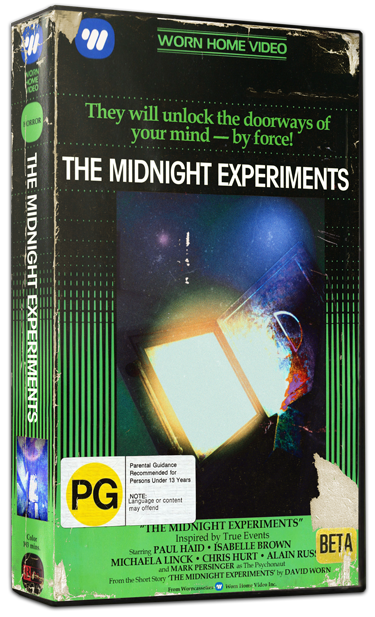 WORN HOME VIDEO
They will unlock the doorways of
your mind — by force!
THE MIDNIGHT EXPERIMENTS
WORN
HOME
VIDEO
HORROR
THE MIDNIGHT EXPERIMENTS
Color
mins
PG
Parental Guidance
Recommended for
Persons Under 13 Years
NOTE:
Language or content
may offend
BETA
"THE MIDNIGHT EXPERIMENTS"
Inspired by True Events
Starring PAUL HAID • ISABELLE BROWN
MICHAELA LINCK • CHRIS HURT • ALAIN RUSS
and MARK PERSINGER as The Psychonaut
From the Short Story 'THE MIDNIGHT EXPERIMENTS' by DAVID WORN